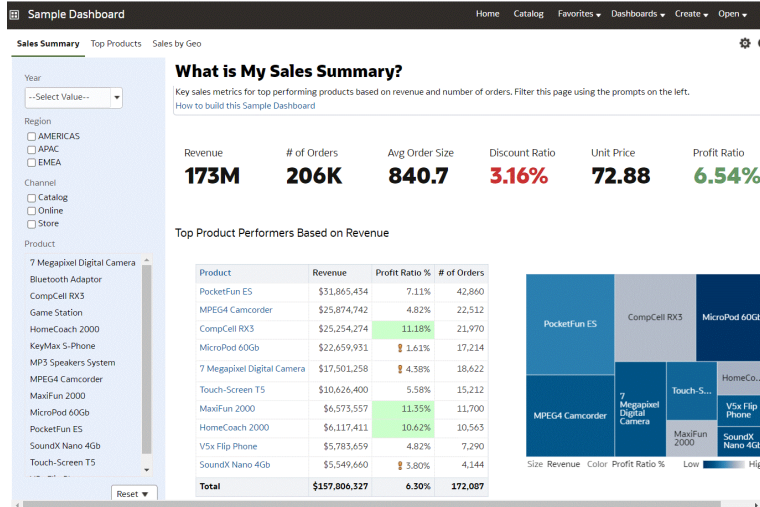 Sample Dashboard
Home Catalog Favorites Dashboards Create Open
Sales Summary Top Products Sales by Geo
Year
--Select Value--
Region
AMERICAS
APAC
EMEA
Channel
Catalog
Online
Store
Product
7 Megapixel Digital Camera
Bluetooth Adaptor
CompCell RX3
Game Station
HomeCoach 2000
KeyMax S-Phone
MP3 Speakers System
MPEG4 Camcorder
MaxiFun 2000
MicroPod 60Gb
PocketFun ES
SoundX Nano 4Gb
Touch-Screen T5
Reset
What is My Sales Summary?
Key sales metrics for top performing products based on revenue and number of orders. Filter this page using the prompts on the left.
How to build this Sample Dashboard
Revenue # of Orders Avg Order Size Discount Ratio Unit Price Profit Ratio
173M 206K 840.7 3.16% 72.88 6.54%
Top Product Performers Based on Revenue
Product Revenue Profit Ratio % # of Orders
PocketFun ES $31,865,434 7.11% 42,860
MPEG4 Camcorder $25,874,742 4.82% 22,512
CompCell RX3 $25,254,274 11.18% 21,970
MicroPod 60Gb $22,659,931 1.61% 17,214
7 Megapixel Digital Camera $17,501,258 4.38% 18,622
Touch-Screen T5 $10,626,400 5.58% 15,212
MaxiFun 2000 $6,573,557 11.35% 11,700
HomeCoach 2000 $6,117,411 10.62% 10,563
V5x Flip Phone $5,783,659 4.82% 7,290
SoundX Nano 4Gb $5,549,660 3.80% 4,144
Total $157,806,327 6.30% 172,087
PocketFun ES
CompCell RX3
MicroPod 60Gb
MPEG4 Camcorder
7
Megapixel
Digital
Camera
Touch-S...
HomeCo...
V5x Flip
Phone
MaxiFun
2000
SoundX
Nano 4Gb
Size Revenue Color Profit Ratio % Low